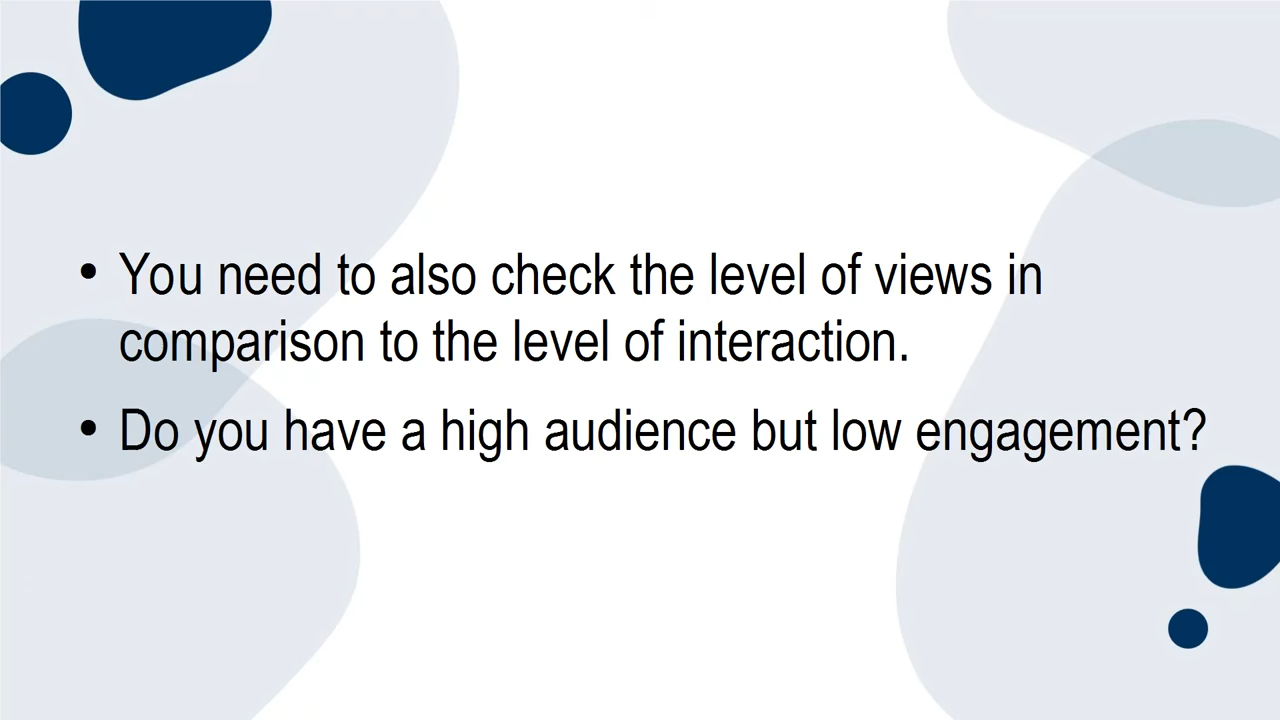 • You need to also check the level of views in
comparison to the level of interaction.
• Do you have a high audience but low engagement?